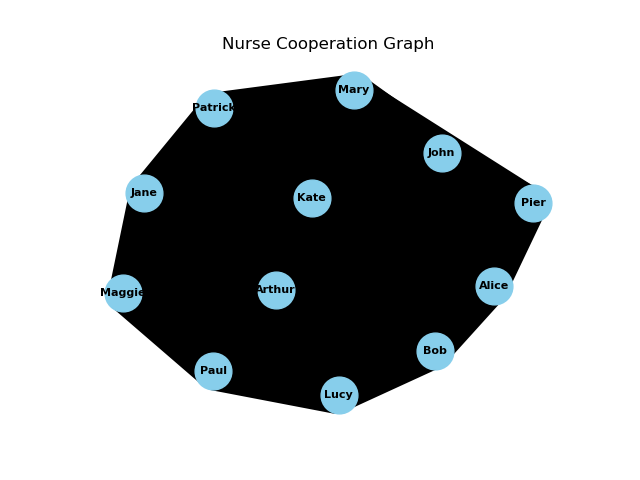 Nurse Cooperation Graph
Mary
Patrick
John
Jane
Kate
Pier
Alice
Arthur
Maggie
Bob
Paul
Lucy